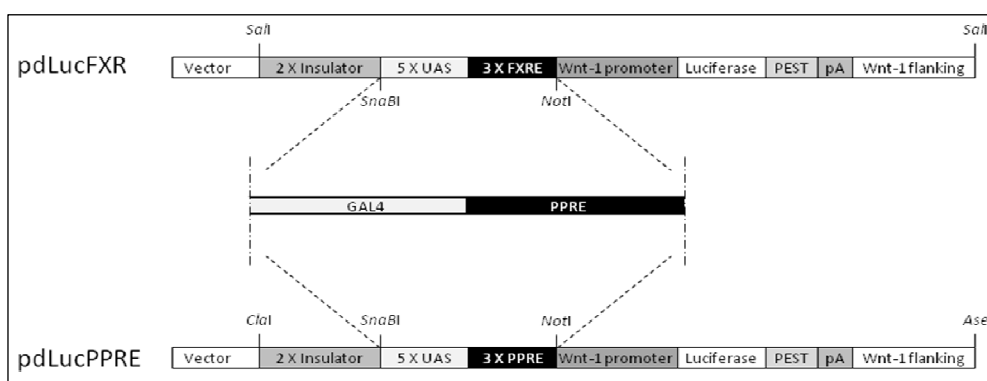 SalI SalI
pdLucFXR Vector 2 X Insulator 5 X UAS 3 X FXRE Wnt-1 promoter Luciferase PEST pA Wnt-1 flanking
SnaBI NotI
GAL4 PPRE
ClaI SnaBI NotI Ase
pdLucPPRE Vector 2 X Insulator 5 X UAS 3 X PPRE Wnt-1 promoter Luciferase PEST pA Wnt-1 flanking